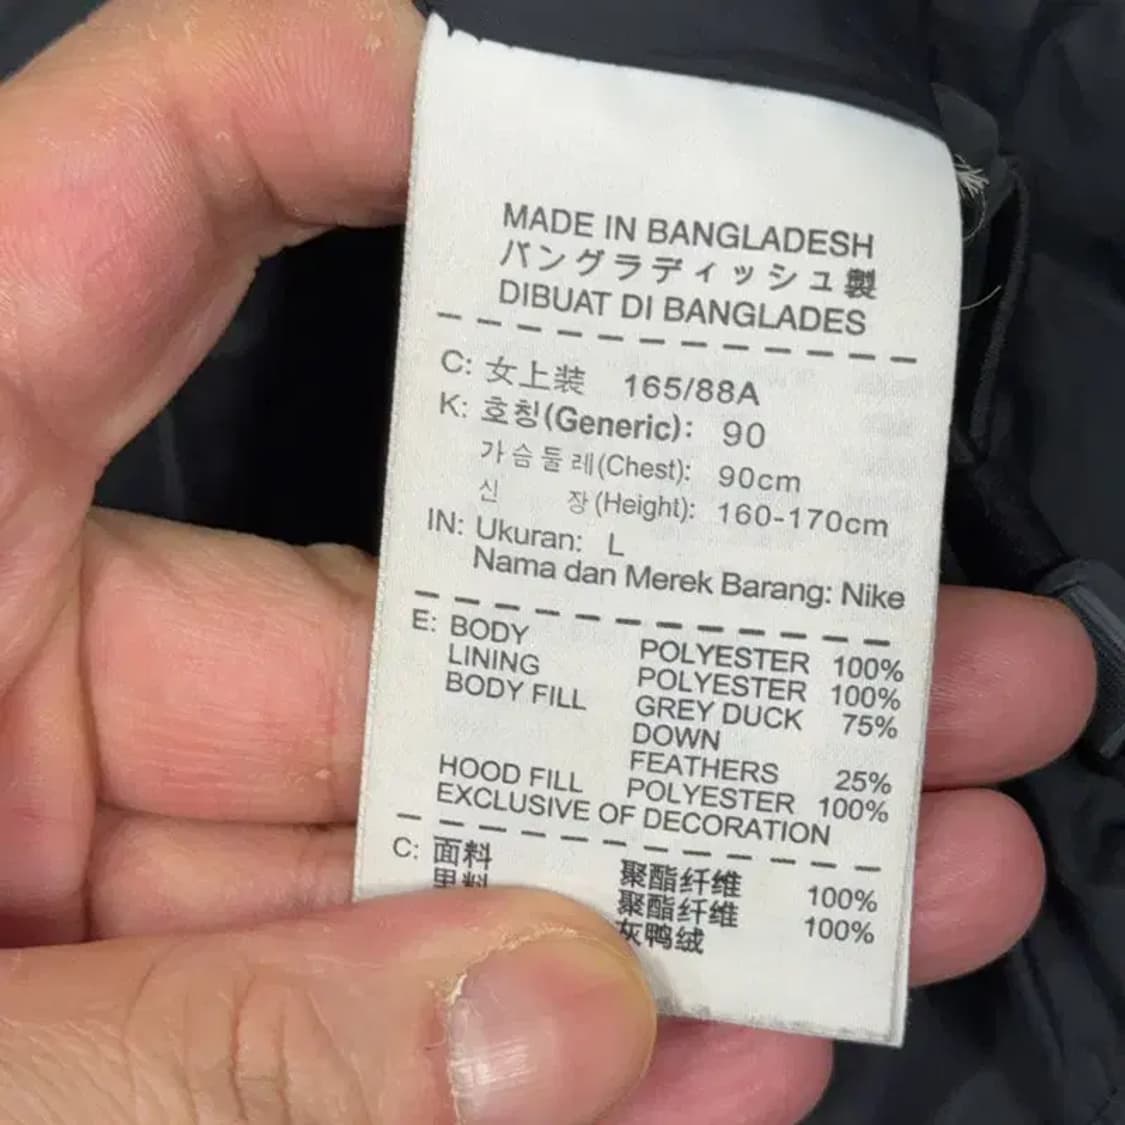 MADE IN BANGLADESH
バングラディッシュ製
DIBUAT DI BANGLADES
C: 女上装 165/88A
K: 호칭(Generic): 90
가슴둘레(Chest): 90cm
신 장(Height): 160-170cm
IN: Ukuran: L
Nama dan Merek Barang: Nike
E: BODY POLYESTER 100%
LINING POLYESTER 100%
BODY FILL GREY DUCK 75%
DOWN
FEATHERS 25%
HOOD FILL POLYESTER 100%
EXCLUSIVE OF DECORATION
C: 面料 聚酯纤维 100%
里料 聚酯纤维 100%
灰鸭绒